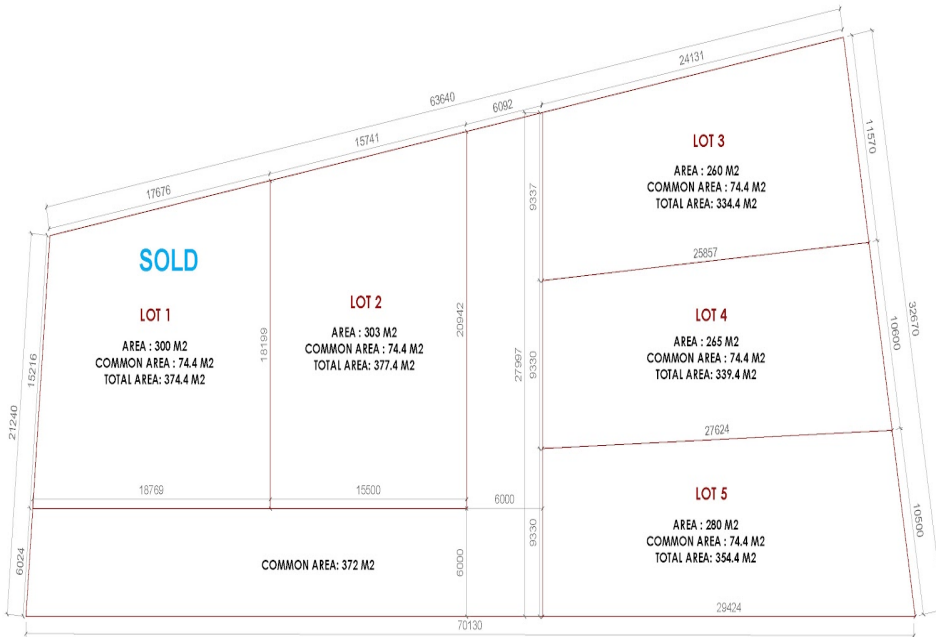 63640
24131
6092
15741
17676
11570
32670
LOT 3
AREA : 260 M2
COMMON AREA : 74.4 M2
TOTAL AREA: 334.4 M2
9337
25857
SOLD
LOT 1
AREA : 300 M2
COMMON AREA : 74.4 M2
TOTAL AREA: 374.4 M2
15216
21240
18199
LOT 2
AREA : 303 M2
COMMON AREA : 74.4 M2
TOTAL AREA: 377.4 M2
20942
27997
9330
LOT 4
AREA : 265 M2
COMMON AREA : 74.4 M2
TOTAL AREA: 339.4 M2
10600
27624
18769
15500
6000
LOT 5
AREA : 280 M2
COMMON AREA : 74.4 M2
TOTAL AREA: 354.4 M2
10500
9330
6024
COMMON AREA: 372 M2
6000
29424
70130